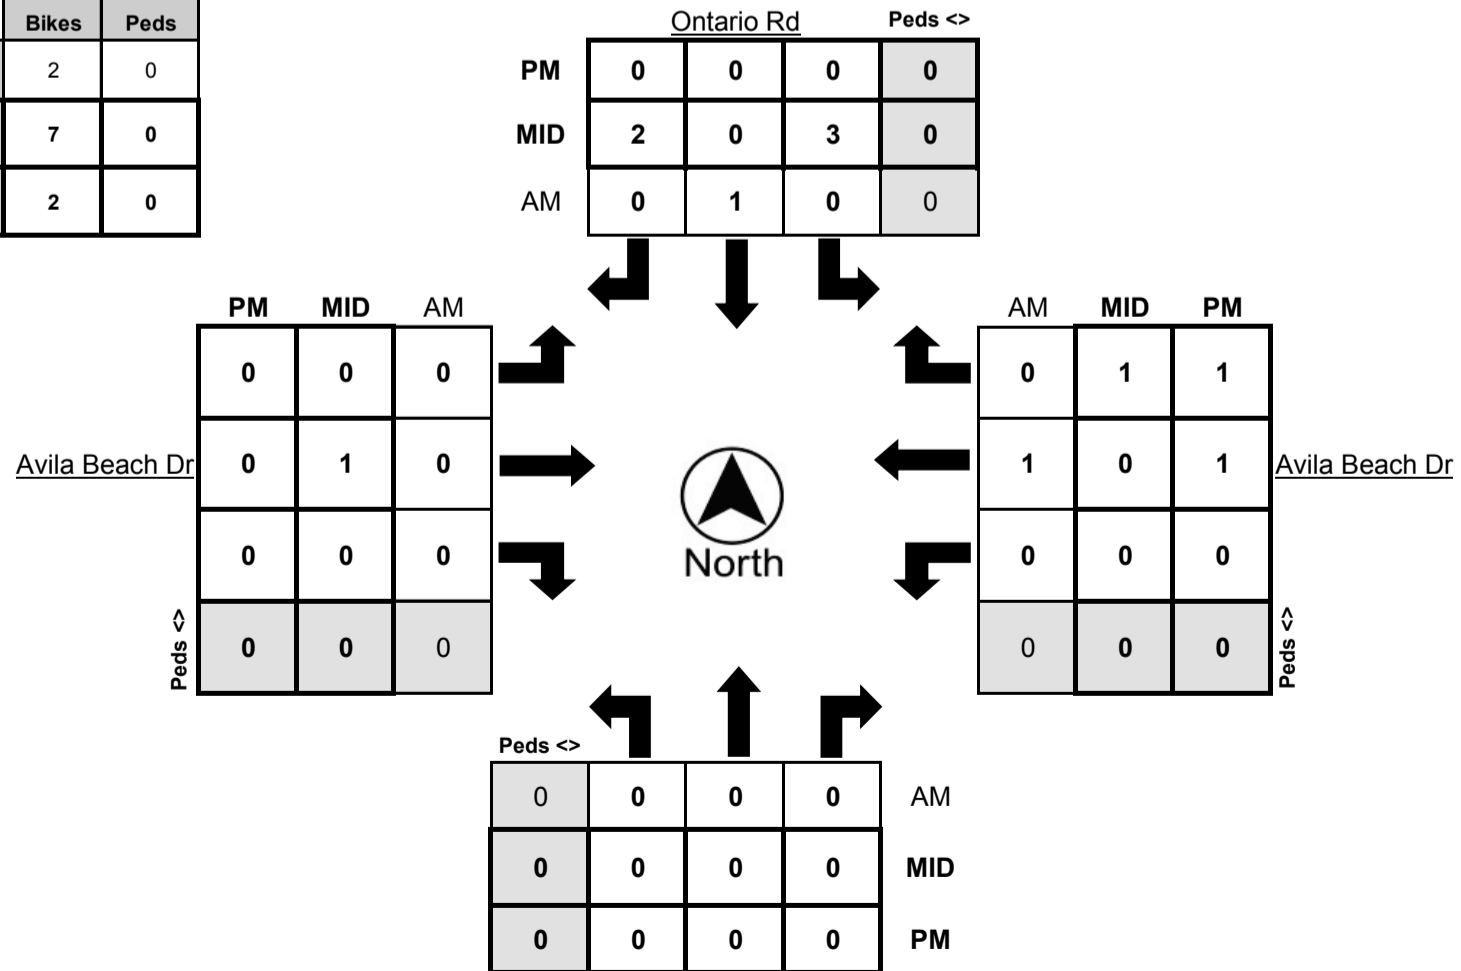 Bikes Peds
2 0
7 0
2 0
Ontario Rd Peds <>
PM 0 0 0 0
MID 2 0 3 0
AM 0 1 0 0
PM MID AM
0 0 0
Avila Beach Dr 0 1 0
0 0 0
Peds <> 0 0 0
North
AM MID PM
0 1 1
1 0 1 Avila Beach Dr
0 0 0
0 0 0 Peds <>
Peds <>
0 0 0 0 AM
0 0 0 0 MID
0 0 0 0 PM